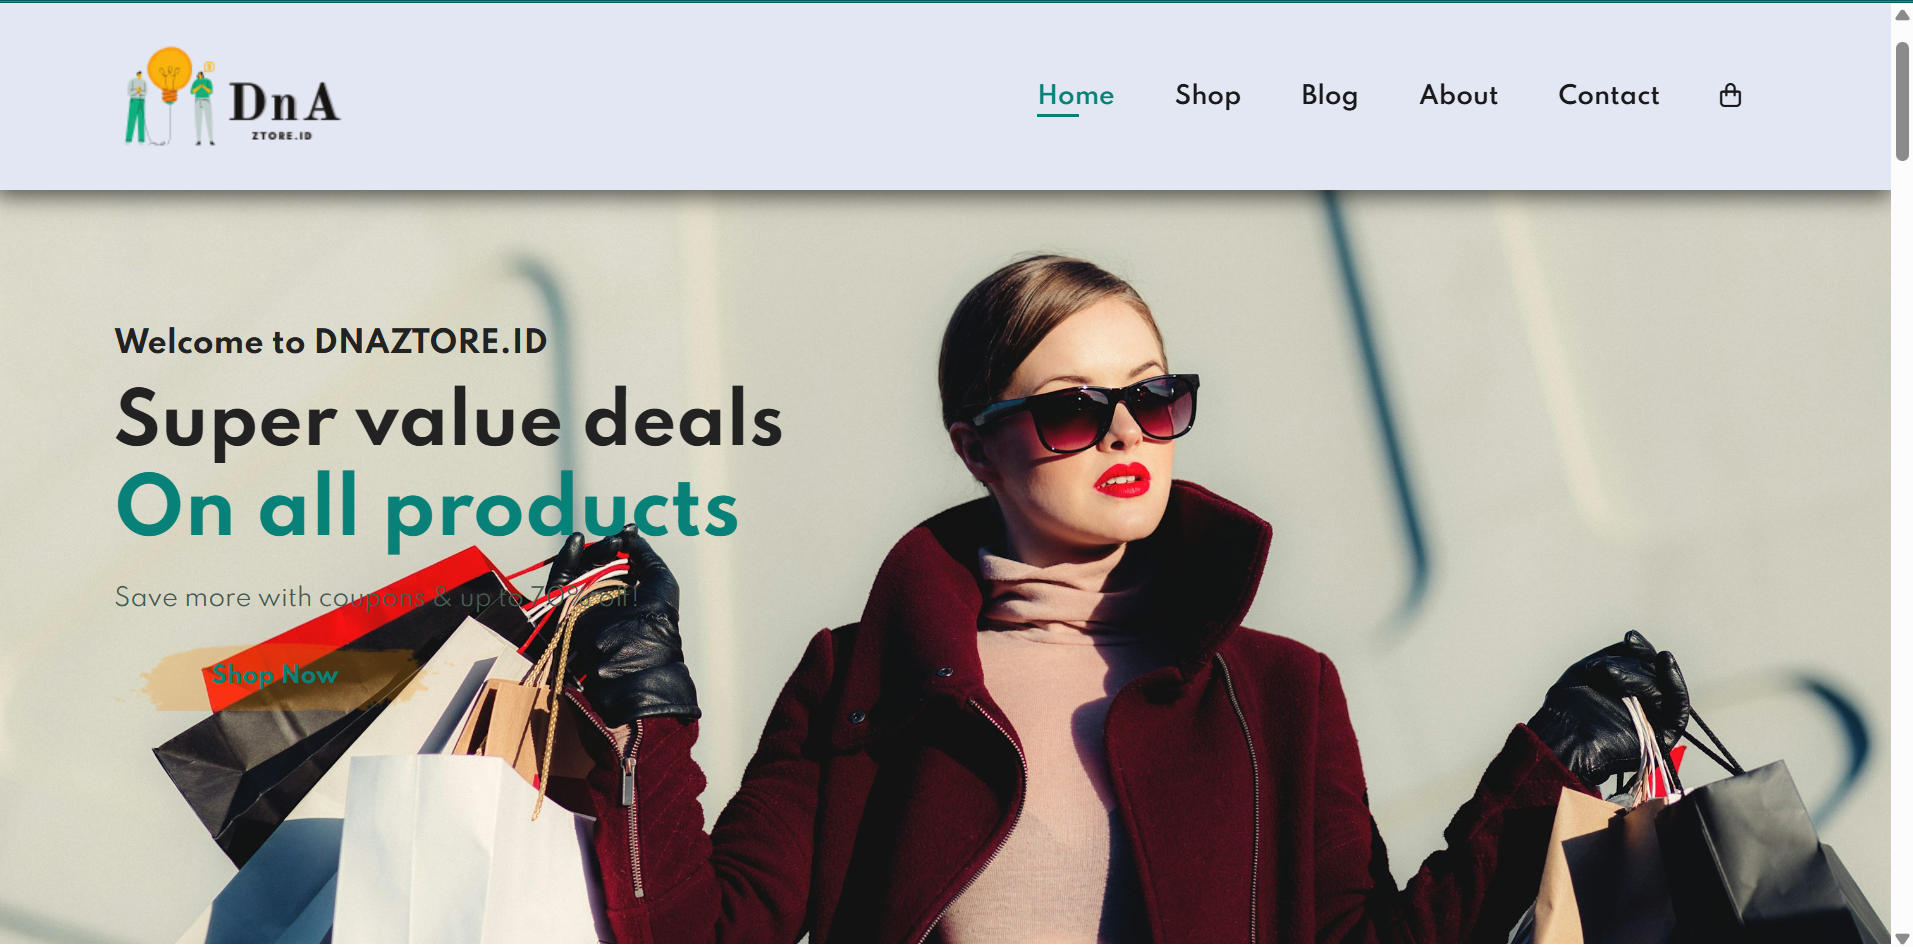 DnA
ZTORE.ID
Home Shop Blog About Contact
Welcome to DNAZTORE.ID
Super value deals
On all products
Save more with coupons & up to 70% off!
Shop Now